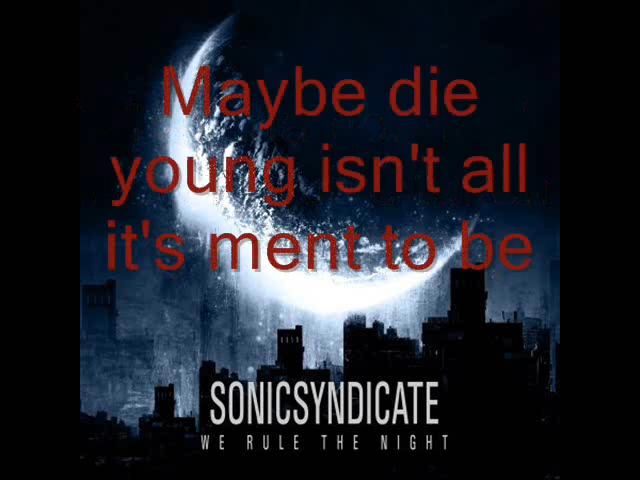 Maybe die
young isn't all
it's ment to be
SONICSYNDICATE
WE RULE THE NIGHT